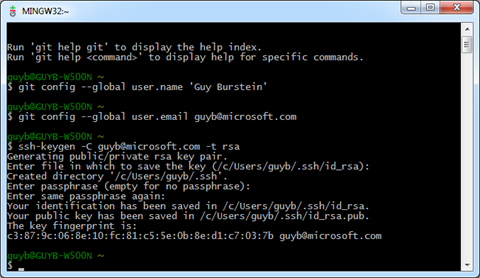 MINGW32:~
Run 'git help git' to display the help index.
Run 'git help <command>' to display help for specific commands.
guyb@GUYB-W500N ~
$ git config --global user.name 'Guy Burstein'
guyb@GUYB-W500N ~
$ git config --global user.email guyb@microsoft.com
guyb@GUYB-W500N ~
$ ssh-keygen -C guyb@microsoft.com -t rsa
Generating public/private rsa key pair.
Enter file in which to save the key (/c/Users/guyb/.ssh/id_rsa):
Created directory '/c/Users/guyb/.ssh'.
Enter passphrase (empty for no passphrase):
Enter same passphrase again:
Your identification has been saved in /c/Users/guyb/.ssh/id_rsa.
Your public key has been saved in /c/Users/guyb/.ssh/id_rsa.pub.
The key fingerprint is:
c3:87:9c:06:8e:10:fc:81:c5:5e:0b:8e:d1:c7:03:7b guyb@microsoft.com
guyb@GUYB-W500N ~
$